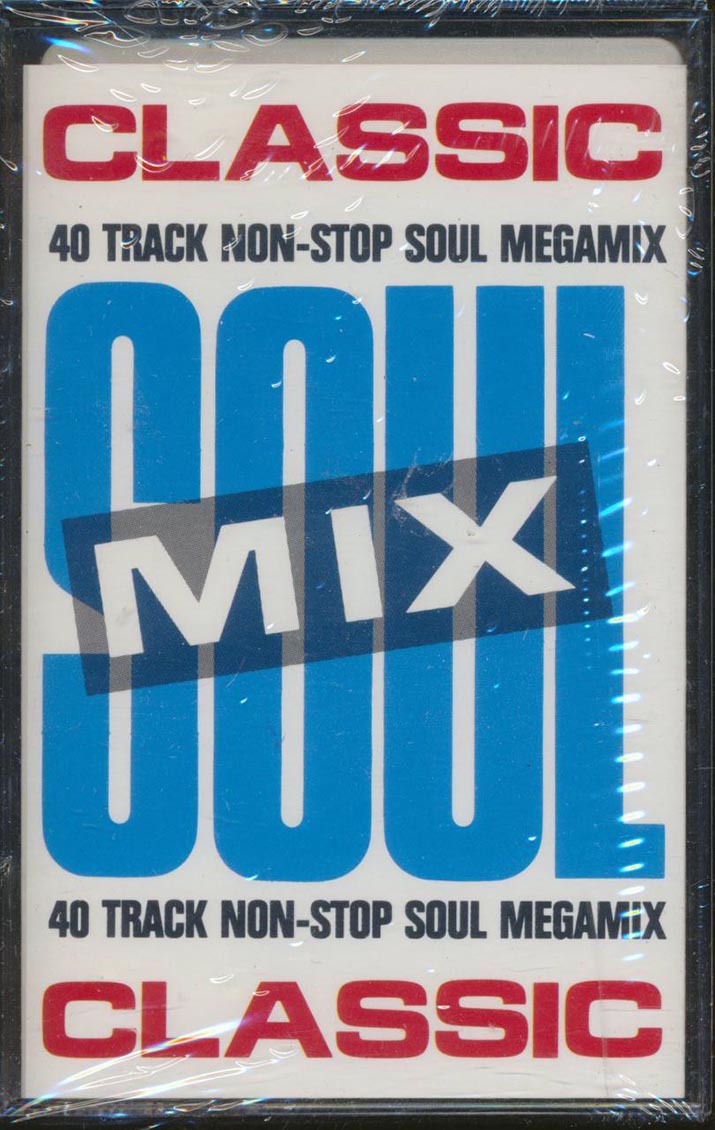 CLASSIC
40 TRACK NON-STOP SOUL MEGAMIX
SOUL
MIX
40 TRACK NON-STOP SOUL MEGAMIX
CLASSIC